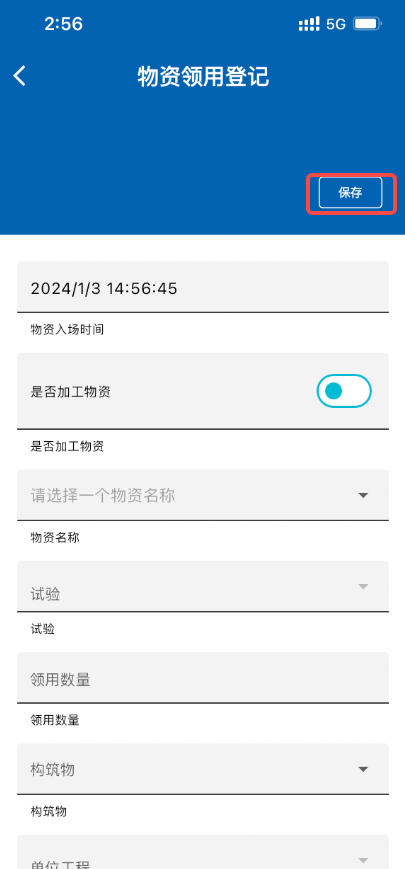 2:56 5G
物资领用登记
保存
2024/1/3 14:56:45
物资入场时间
是否加工物资
是否加工物资
请选择一个物资名称
物资名称
试验
试验
领用数量
领用数量
构筑物
构筑物
单位工程